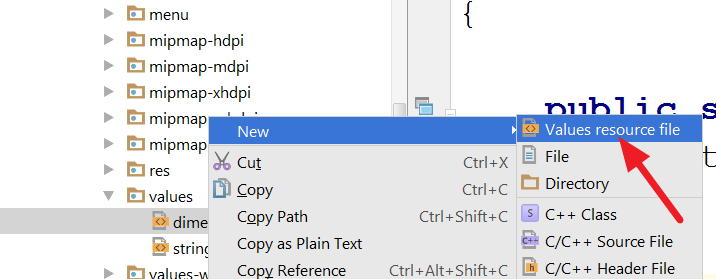 menu
{
mipmap-hdpi
mipmap-mdpi
mipmap-xhdpi
public s
mipmap
New
Values resource file
mipmap
t
Cut Ctrl+X
File
res
Copy Ctrl+C
Directory
values
dime
Copy Path Ctrl+Shift+C
S C++ Class
string
Copy as Plain Text
C++ C/C++ Source File
values-w
Copy Reference Ctrl+Alt+Shift+C
h C/C++ Header File